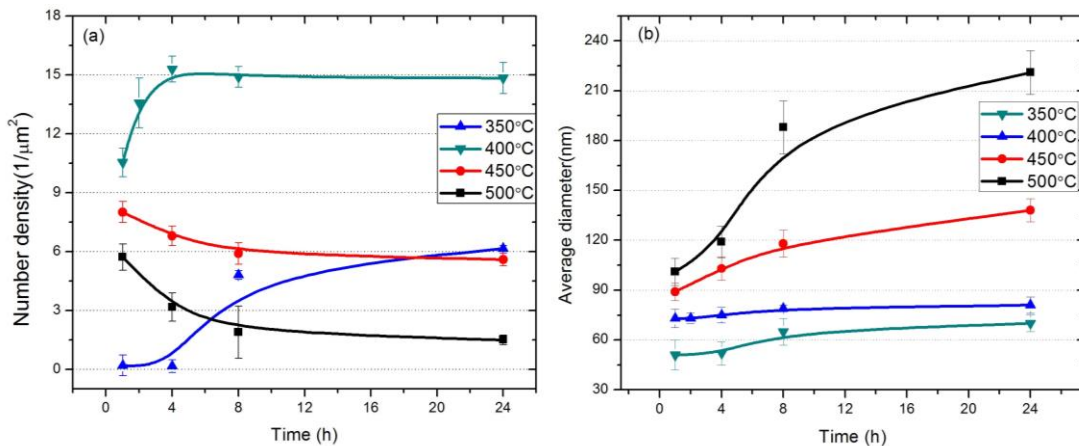 (a)
Number density(1/μm²)
18
15
12
9
6
3
0
350°C
400°C
450°C
500°C
0 4 8 12 16 20 24
Time (h)
(b)
Average diameter(nm)
240
210
180
150
120
90
60
30
350°C
400°C
450°C
500°C
0 4 8 12 16 20 24
Time (h)